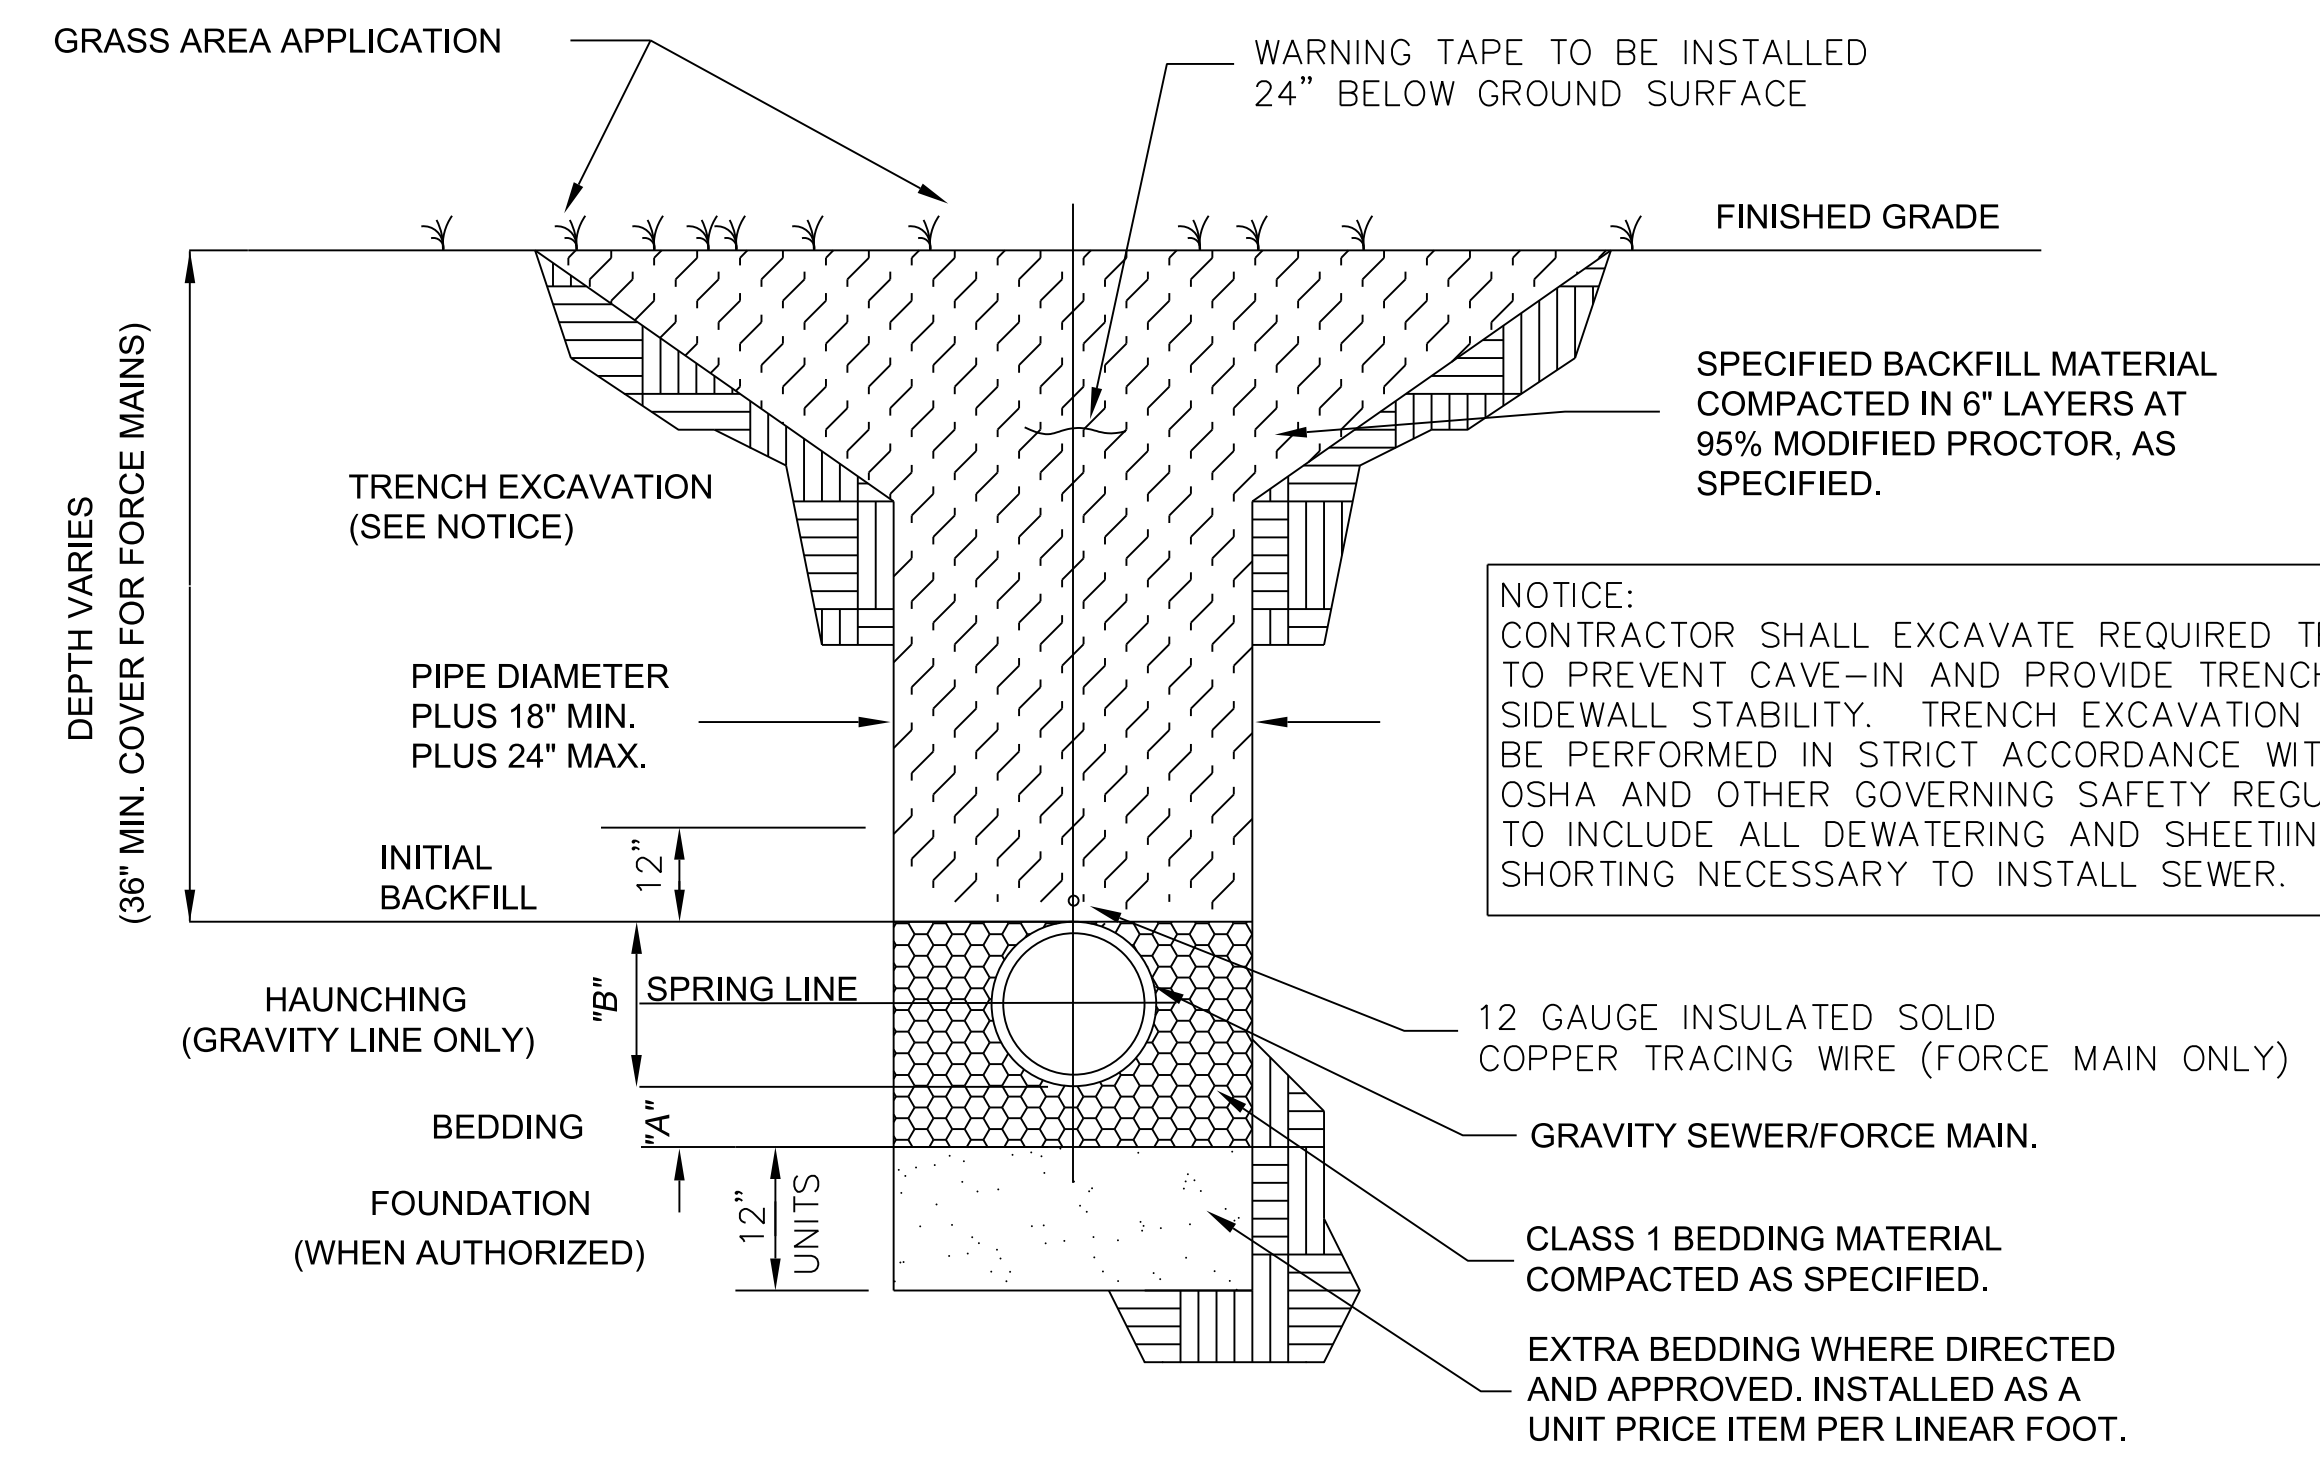 GRASS AREA APPLICATION
WARNING TAPE TO BE INSTALLED
24” BELOW GROUND SURFACE
FINISHED GRADE
DEPTH VARIES
(36" MIN. COVER FOR FORCE MAINS)
SPECIFIED BACKFILL MATERIAL
COMPACTED IN 6" LAYERS AT
95% MODIFIED PROCTOR, AS
SPECIFIED.
TRENCH EXCAVATION
(SEE NOTICE)
NOTICE:
CONTRACTOR SHALL EXCAVATE REQUIRED
TO PREVENT CAVE-IN AND PROVIDE TRENCH
SIDEWALL STABILITY. TRENCH EXCAVATION
BE PERFORMED IN STRICT ACCORDANCE
OSHA AND OTHER GOVERNING SAFETY
TO INCLUDE ALL DEWATERING AND
SHORTING NECESSARY TO INSTALL SEWER.
PIPE DIAMETER
PLUS 18" MIN.
PLUS 24" MAX.
INITIAL
BACKFILL
12”
HAUNCHING
(GRAVITY LINE ONLY)
"B"
SPRING LINE
12 GAUGE INSULATED SOLID
COPPER TRACING WIRE (FORCE MAIN ONLY)
BEDDING
"A"
GRAVITY SEWER/FORCE MAIN.
FOUNDATION
(WHEN AUTHORIZED)
12”
UNITS
CLASS 1 BEDDING MATERIAL
COMPACTED AS SPECIFIED.
EXTRA BEDDING WHERE DIRECTED
AND APPROVED. INSTALLED AS A
UNIT PRICE ITEM PER LINEAR FOOT.